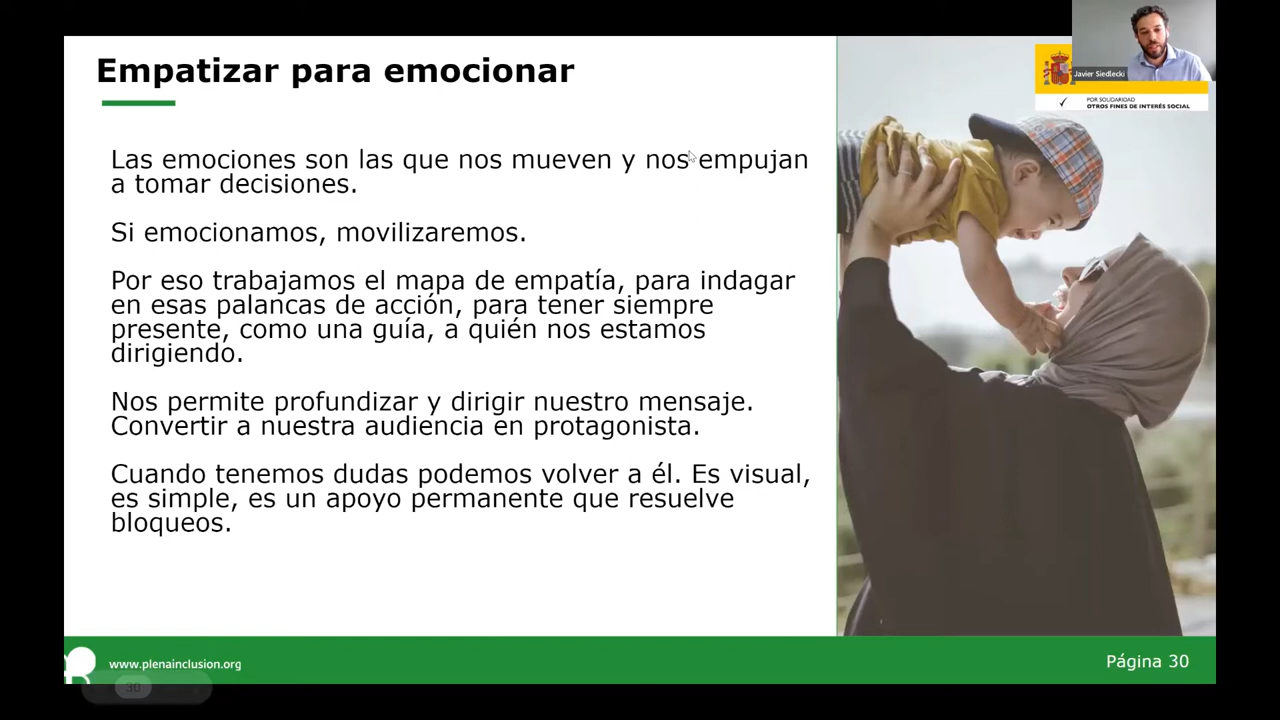 Empatizar para emocionar
Javier Siedlecki
POR SOLIDARIDAD
OTROS FINES DE INTERÉS SOCIAL
Las emociones son las que nos mueven y nos empujan
a tomar decisiones.
Si emocionamos, movilizaremos.
Por eso trabajamos el mapa de empatía, para indagar
en esas palancas de acción, para tener siempre
presente, como una guía, a quién nos estamos
dirigiendo.
Nos permite profundizar y dirigir nuestro mensaje.
Convertir a nuestra audiencia en protagonista.
Cuando tenemos dudas podemos volver a él. Es visual,
es simple, es un apoyo permanente que resuelve
bloqueos.
www.plenainclusion.org
Página 30
30